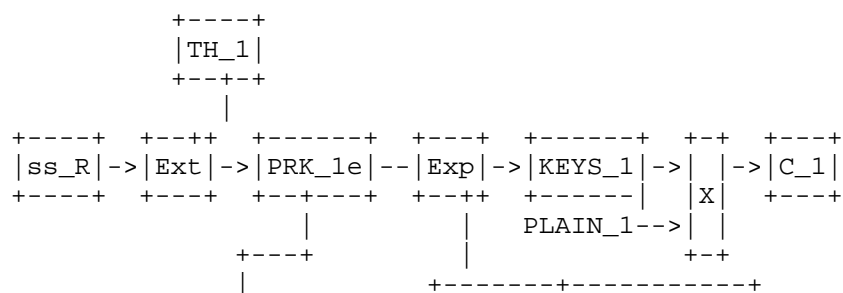 +----+
             |TH_1|
             +--+-+
                |
+----+  +--++  +------+  +---+  +------+  +-+  +---+
|ss_R|->|Ext|->|PRK_1e|--|Exp|->|KEYS_1|->| |->|C_1|
+----+  +---+  +--+---+  +--++  +------|  |X|  +---+
                  |         |   PLAIN_1-->| |
              +---+         |             +-+
              |           +-------+-----------+